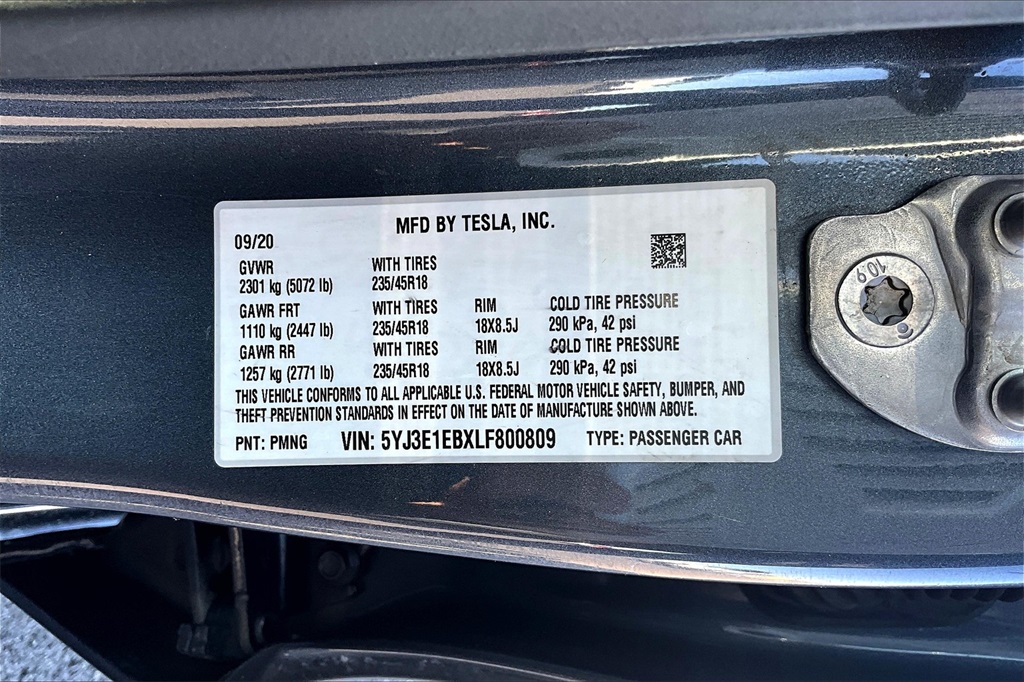 MFD BY TESLA, INC.
09/20
GVWR WITH TIRES
2301 kg (5072 lb) 235/45R18
GAWR FRT WITH TIRES RIM COLD TIRE PRESSURE
1110 kg (2447 lb) 235/45R18 18X8.5J 290 kPa, 42 psi
GAWR RR WITH TIRES RIM COLD TIRE PRESSURE
1257 kg (2771 lb) 235/45R18 18X8.5J 290 kPa, 42 psi
THIS VEHICLE CONFORMS TO ALL APPLICABLE U.S. FEDERAL MOTOR VEHICLE SAFETY, BUMPER, AND
THEFT PREVENTION STANDARDS IN EFFECT ON THE DATE OF MANUFACTURE SHOWN ABOVE.
PNT: PMNG VIN: 5YJ3E1EBXLF800809 TYPE: PASSENGER CAR
10.9